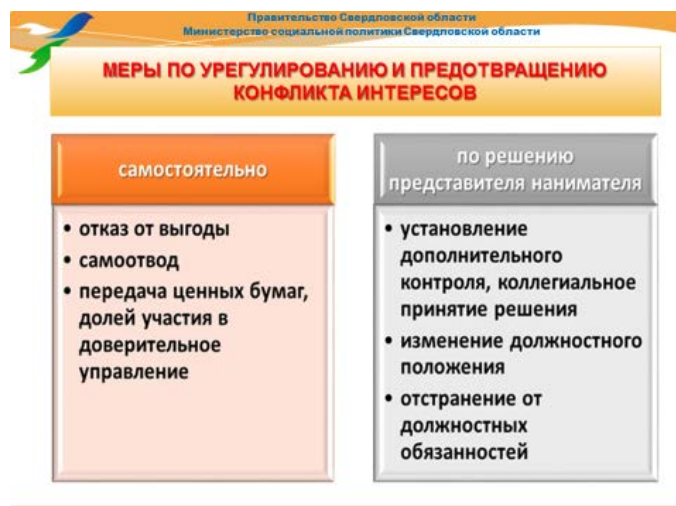 Правительство Свердловской области
Министерство социальной политики Свердловской области
МЕРЫ ПО УРЕГУЛИРОВАНИЮ И ПРЕДОТВРАЩЕНИЮ
КОНФЛИКТА ИНТЕРЕСОВ
самостоятельно
• отказ от выгоды
• самоотвод
• передача ценных бумаг,
долей участия в
доверительное
управление
по решению
представителя нанимателя
• установление
дополнительного
контроля, коллегиальное
принятие решения
• изменение должностного
положения
• отстранение от
должностных
обязанностей